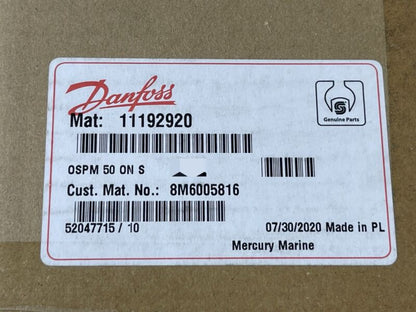 Danfoss
Genuine Parts
Mat: 11192920
OSPM 50 ON S
Cust. Mat. No.: 8M6005816
52047715 / 10
07/30/2020 Made in PL
Mercury Marine